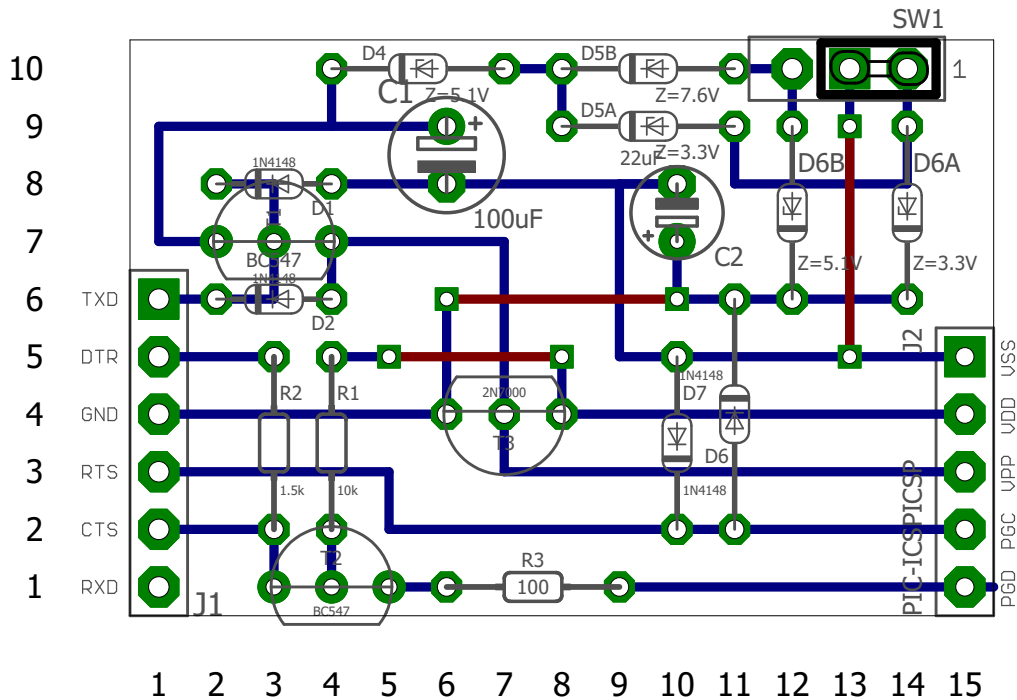 SW1
10 D4 D5B 1
C1 Z=5.1V Z=7.6V
9 + D5A
1N4148 22uF Z=3.3V D6B D6A
8 D1 100uF
7 BC547 + C2
1N4148 Z=5.1V Z=3.3V
6 TXD D2 J2
5 DTR 1N4148 VSS
R2 R1 2N7000 D7
4 GND T3 D6 VDD
3 RTS VPP
1.5k 10k 1N4148
2 CTS PGC
T2 R3 PIC-ICSPICSP
1 RXD BC547 100 PGD
J1
1 2 3 4 5 6 7 8 9 10 11 12 13 14 15